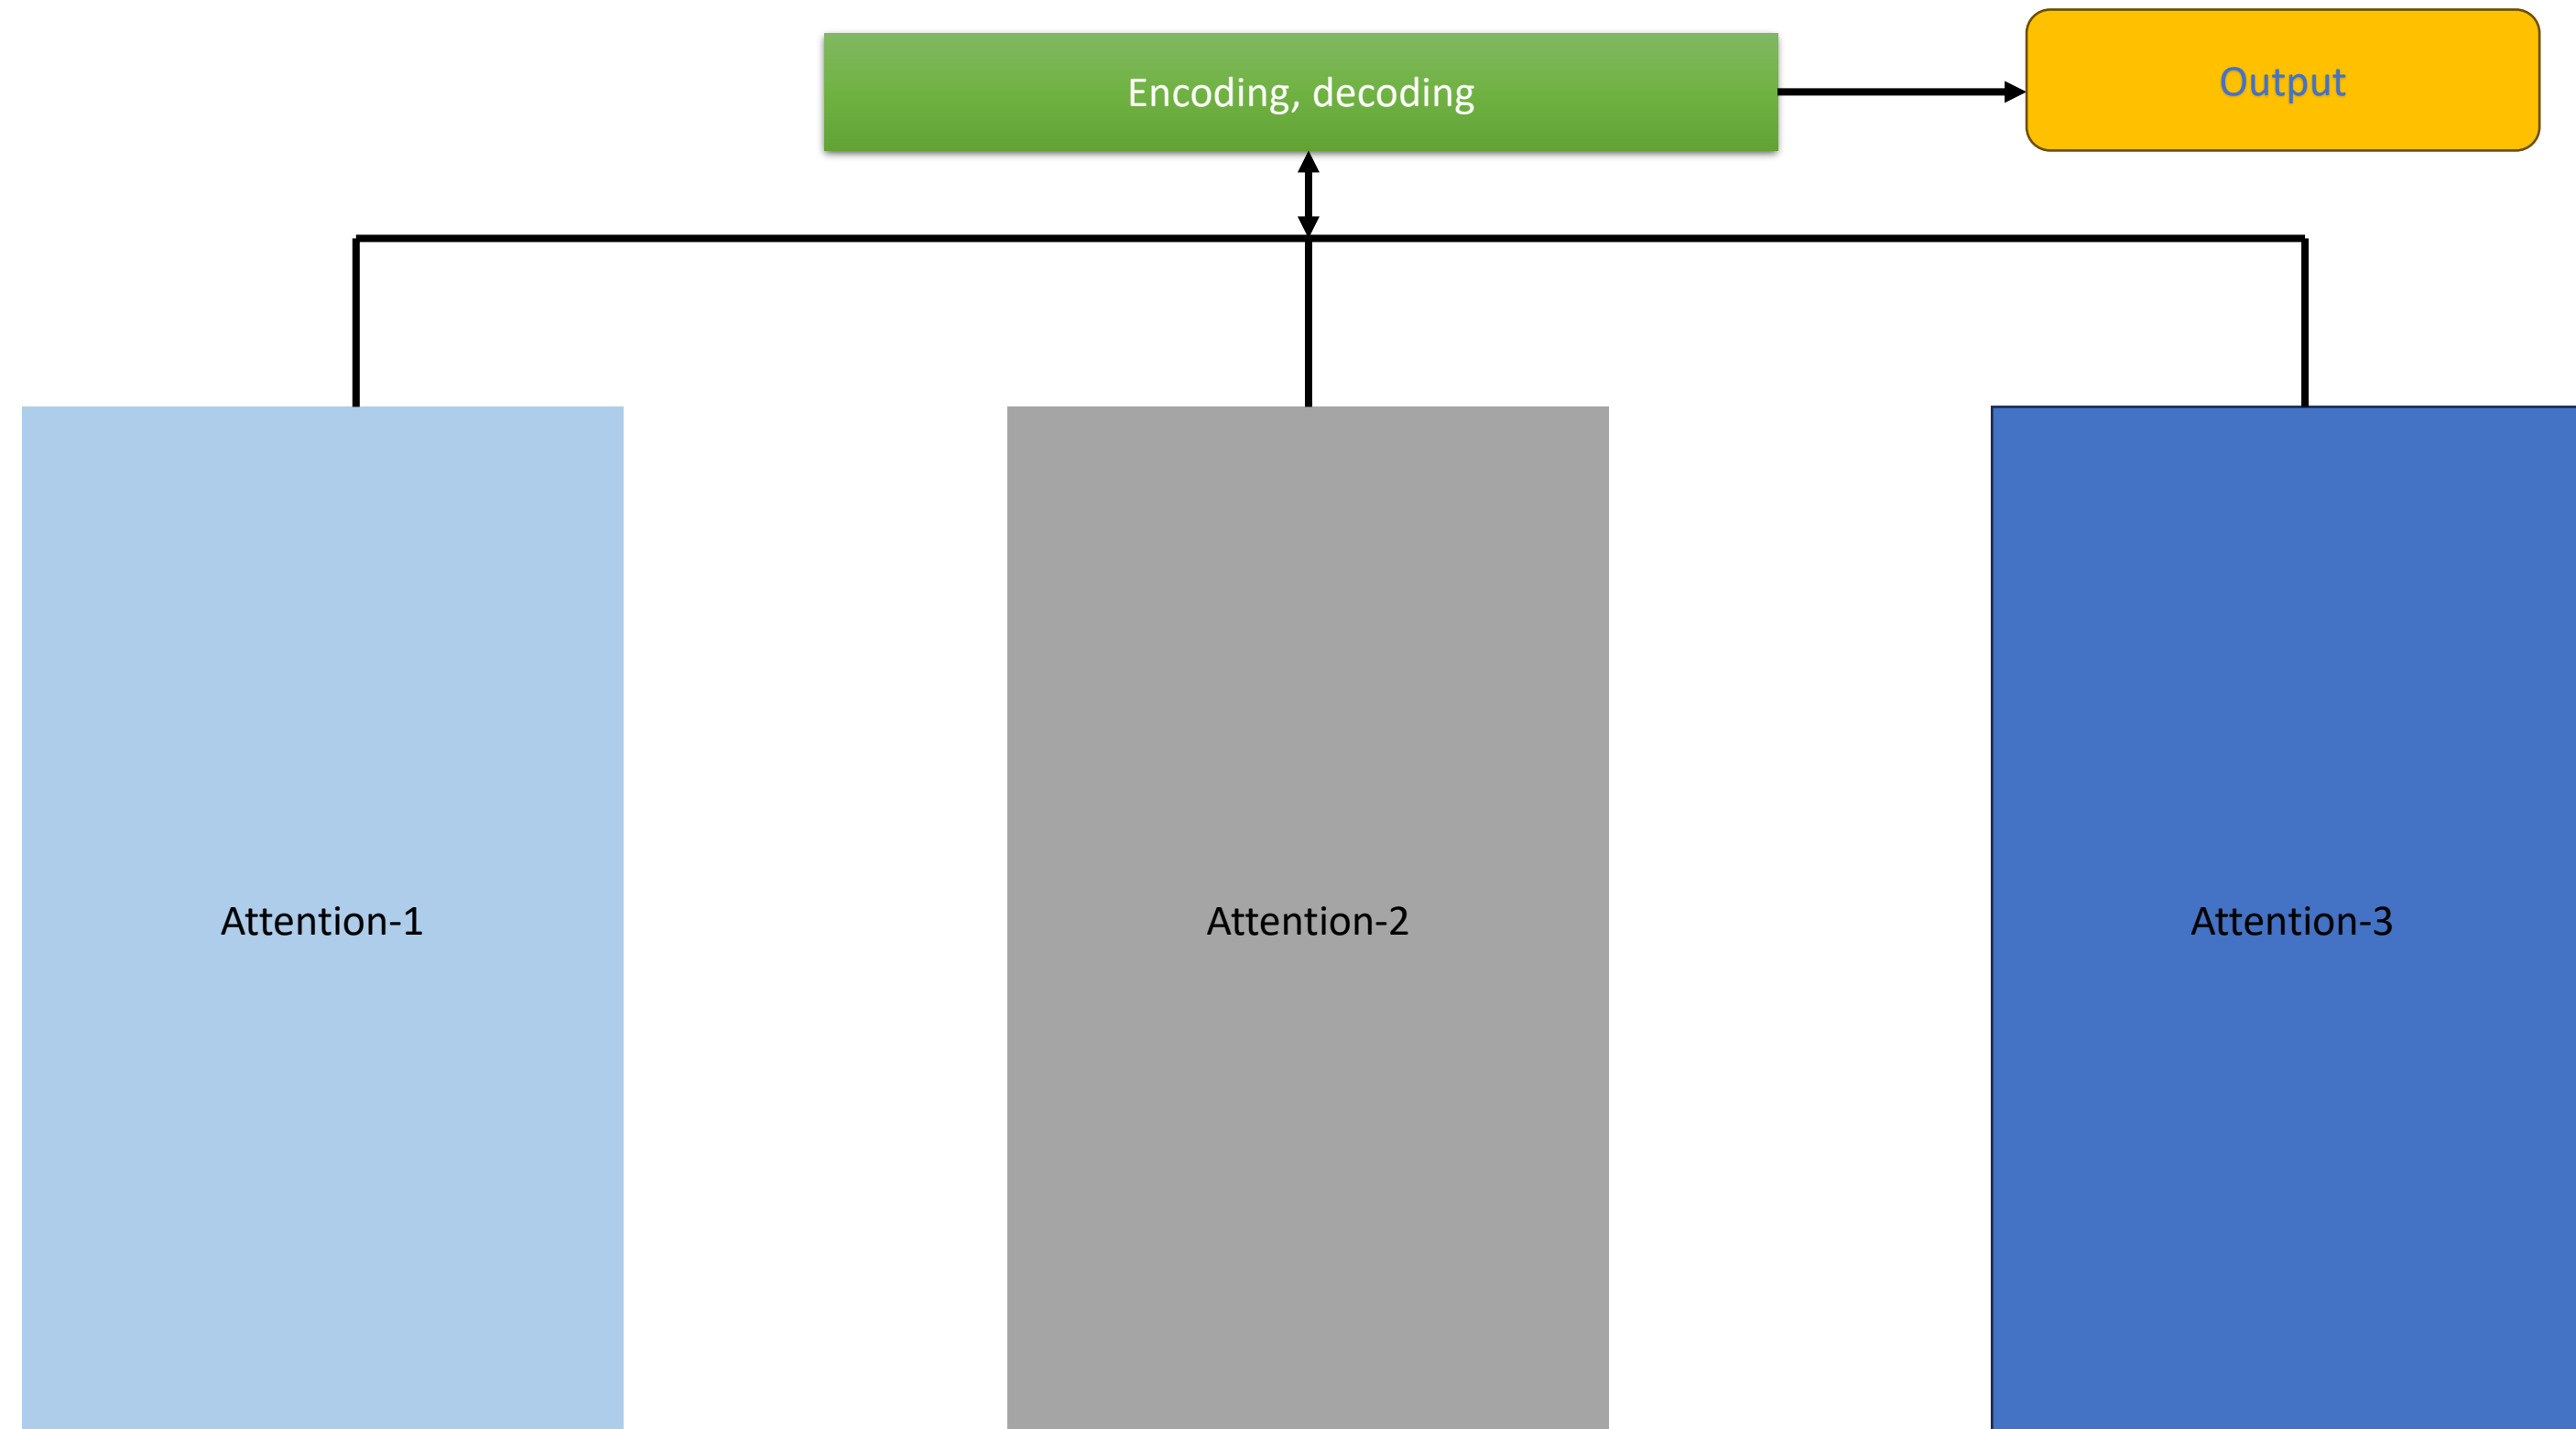 Encoding, decoding
Output
Attention-1
Attention-2
Attention-3